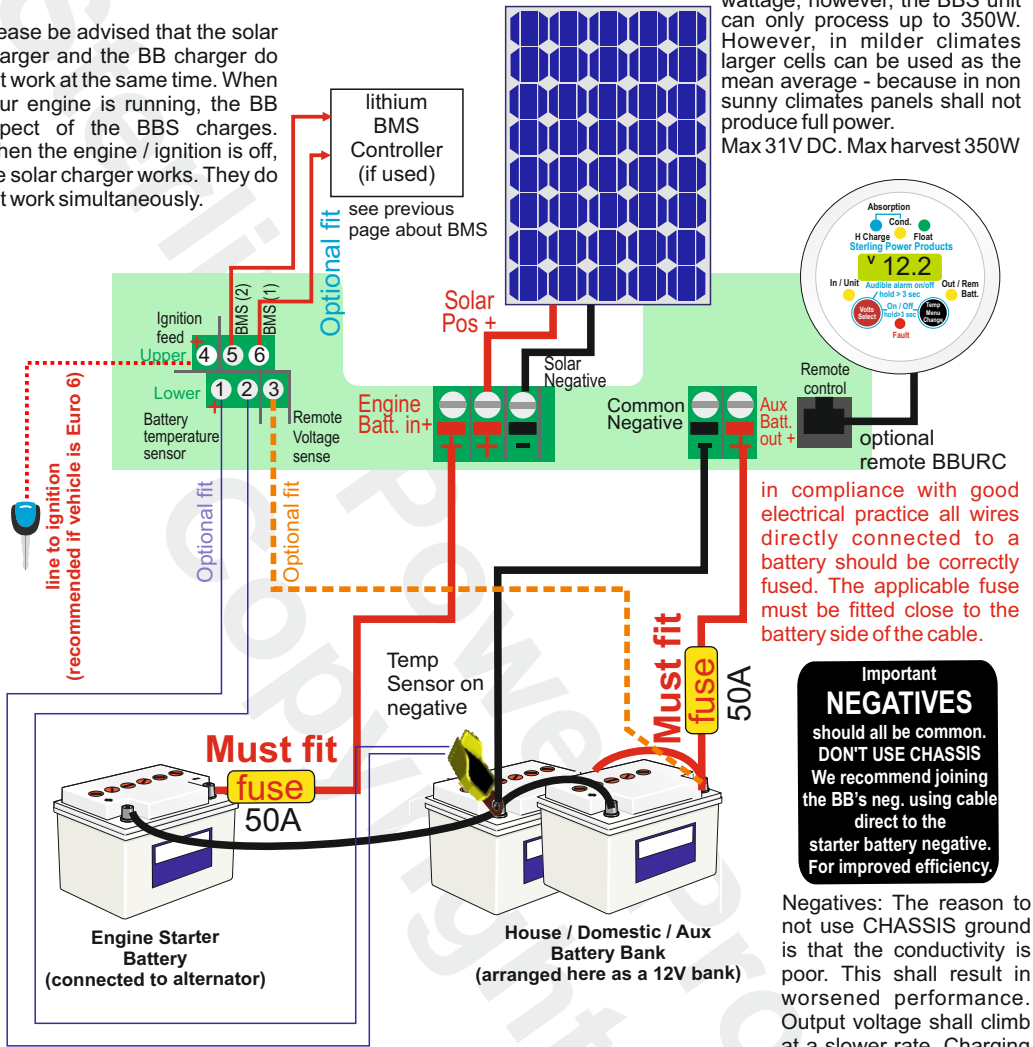 ease be advised that the solar
arger and the BB charger do
t work at the same time. When
ur engine is running, the BB
pect of the BBS charges.
hen the engine / ignition is off,
e solar charger works. They do
t work simultaneously.
wattage, however, the BBS unit
can only process up to 350W.
However, in milder climates
larger cells can be used as the
mean average - because in non
sunny climates panels shall not
produce full power.
Max 31V DC. Max harvest 350W
lithium
BMS
Controller
(if used)
see previous
page about BMS
Optional fit
Absorption
Cond.
H Charge
Float
Sterling Power Products
V 12.2
In / Unit
Audible alarm on/off
hold > 3 sec
Out / Rem
Batt.
Volts
Select
On / Off
hold>3 sec
Temp
Menu
Change
Fault
Ignition
feed
BMS (2)
BMS (1)
Upper
+
4 5 6
Lower
1 2 3
+
Battery
temperature
sensor
Remote
Voltage
sense
Solar
Pos +
Solar
Negative
Engine
Batt. in+
+ + -
Common
Negative
- +
Aux
Batt.
out +
Remote
control
optional
remote BBURC
line to ignition
(recommended if vehicle is Euro 6)
Optional fit
Optional fit
in compliance with good
electrical practice all wires
directly connected to a
battery should be correctly
fused. The applicable fuse
must be fitted close to the
battery side of the cable.
Temp
Sensor on
negative
Must fit
fuse
50A
Must fit
fuse
50A
Important
NEGATIVES
should all be common.
DON'T USE CHASSIS
We recommend joining
the BB's neg. using cable
direct to the
starter battery negative.
For improved efficiency.
Engine Starter
Battery
(connected to alternator)
House / Domestic / Aux
Battery Bank
(arranged here as a 12V bank)
Negatives: The reason to
not use CHASSIS ground
is that the conductivity is
poor. This shall result in
worsened performance.
Output voltage shall climb
at a slower rate. Charging